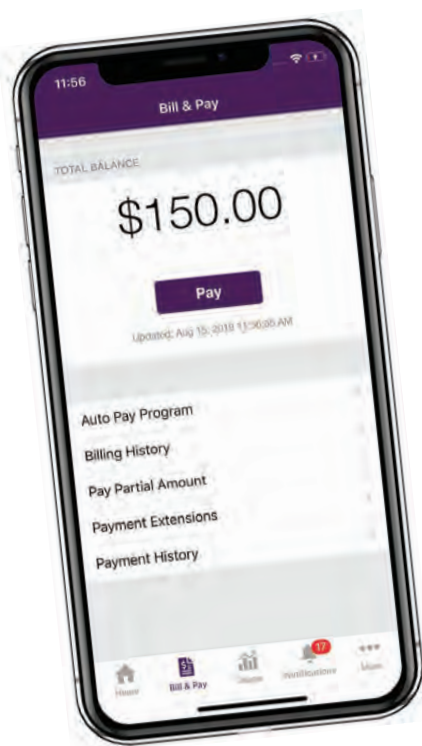 11:56
Bill & Pay
TOTAL BALANCE
$150.00
Pay
Updated: Aug 15, 2018 11:56:05 AM
Auto Pay Program
Billing History
Pay Partial Amount
Payment Extensions
Payment History
Home
Bill & Pay
17
Notifications
More